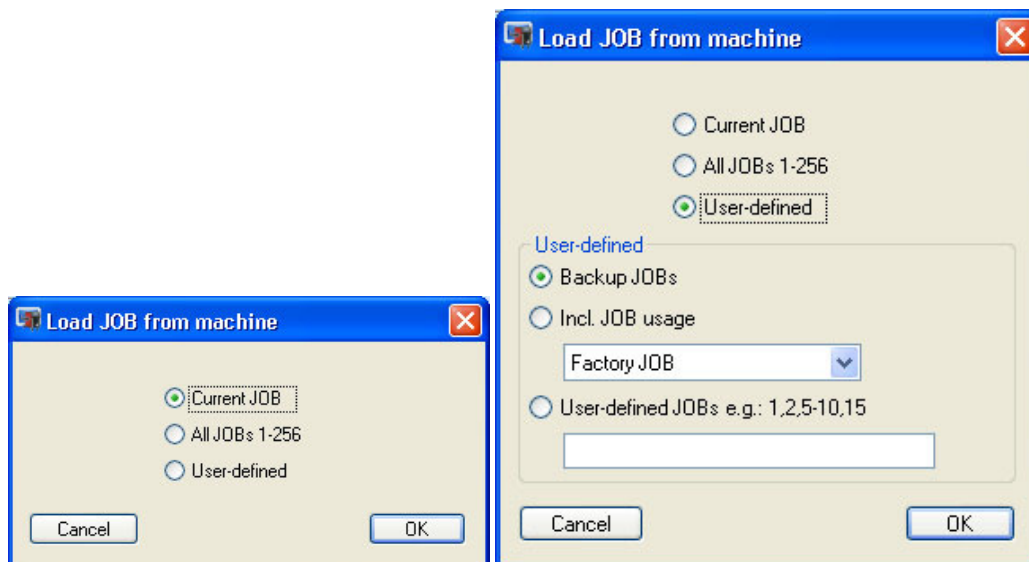 Load JOB from machine
Current JOB
All JOBs 1-256
User-defined
Cancel
OK
Load JOB from machine
Current JOB
All JOBs 1-256
User-defined
User-defined
Backup JOBs
Incl. JOB usage
Factory JOB
User-defined JOBs e.g.: 1,2,5-10,15
Cancel
OK